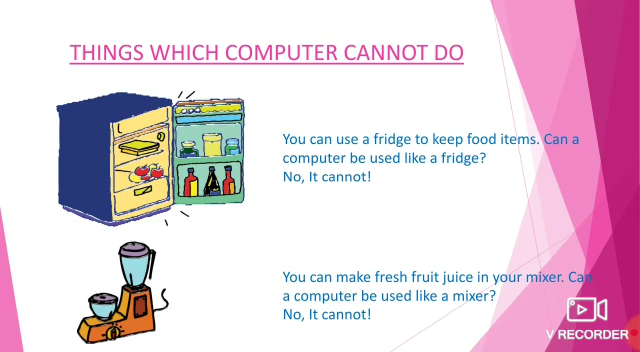 THINGS WHICH COMPUTER CANNOT DO
You can use a fridge to keep food items. Can a
computer be used like a fridge?
No, It cannot!
You can make fresh fruit juice in your mixer. Can
a computer be used like a mixer?
No, It cannot!
V RECORDER